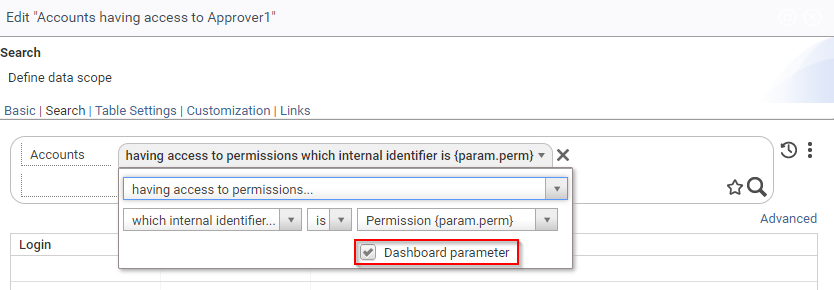 Edit "Accounts having access to Approver1"
Search
Define data scope
Basic | Search | Table Settings | Customization | Links
Accounts having access to permissions which internal identifier is {param.perm}
having access to permissions...
which internal identifier... is Permission {param.perm}
Dashboard parameter
Advanced
Login